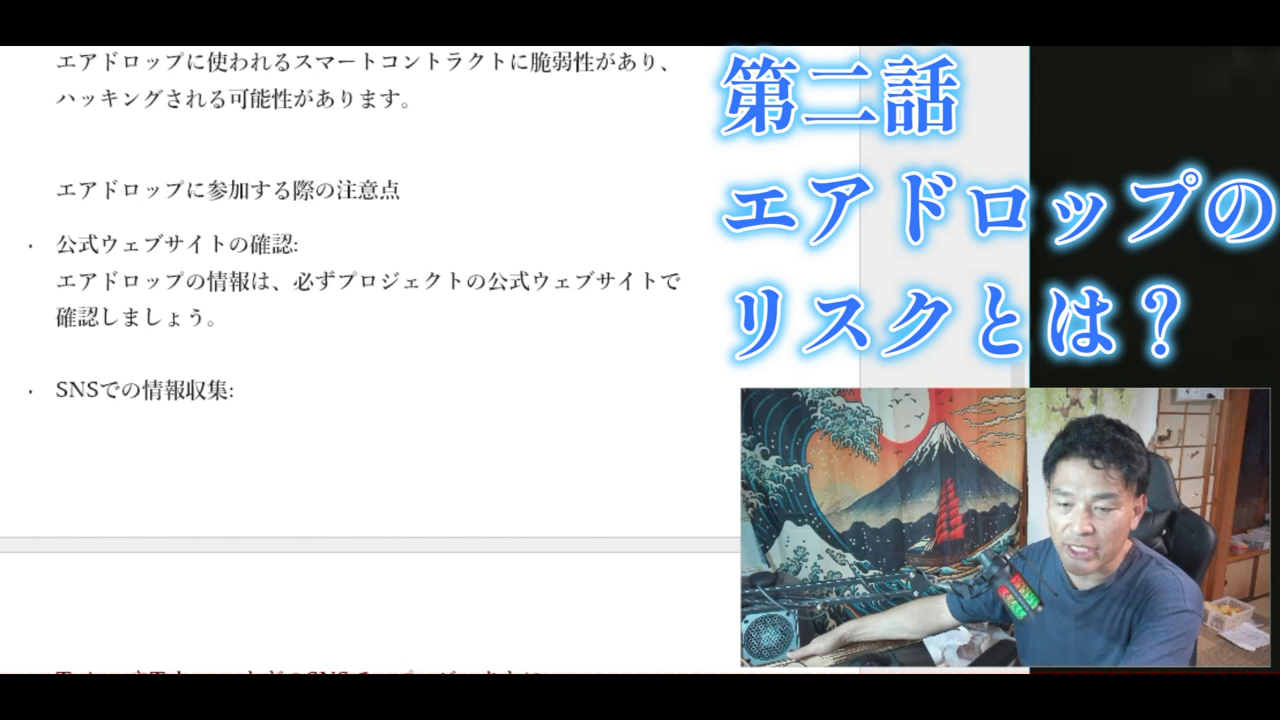 エアドロップに使われるスマートコントラクトに脆弱性があり、
ハッキングされる可能性があります。
エアドロップに参加する際の注意点
· 公式ウェブサイトの確認:
エアドロップの情報は、必ずプロジェクトの公式ウェブサイトで
確認しましょう。
· SNSでの情報収集:
第二話
エアドロップの
リスクとは？